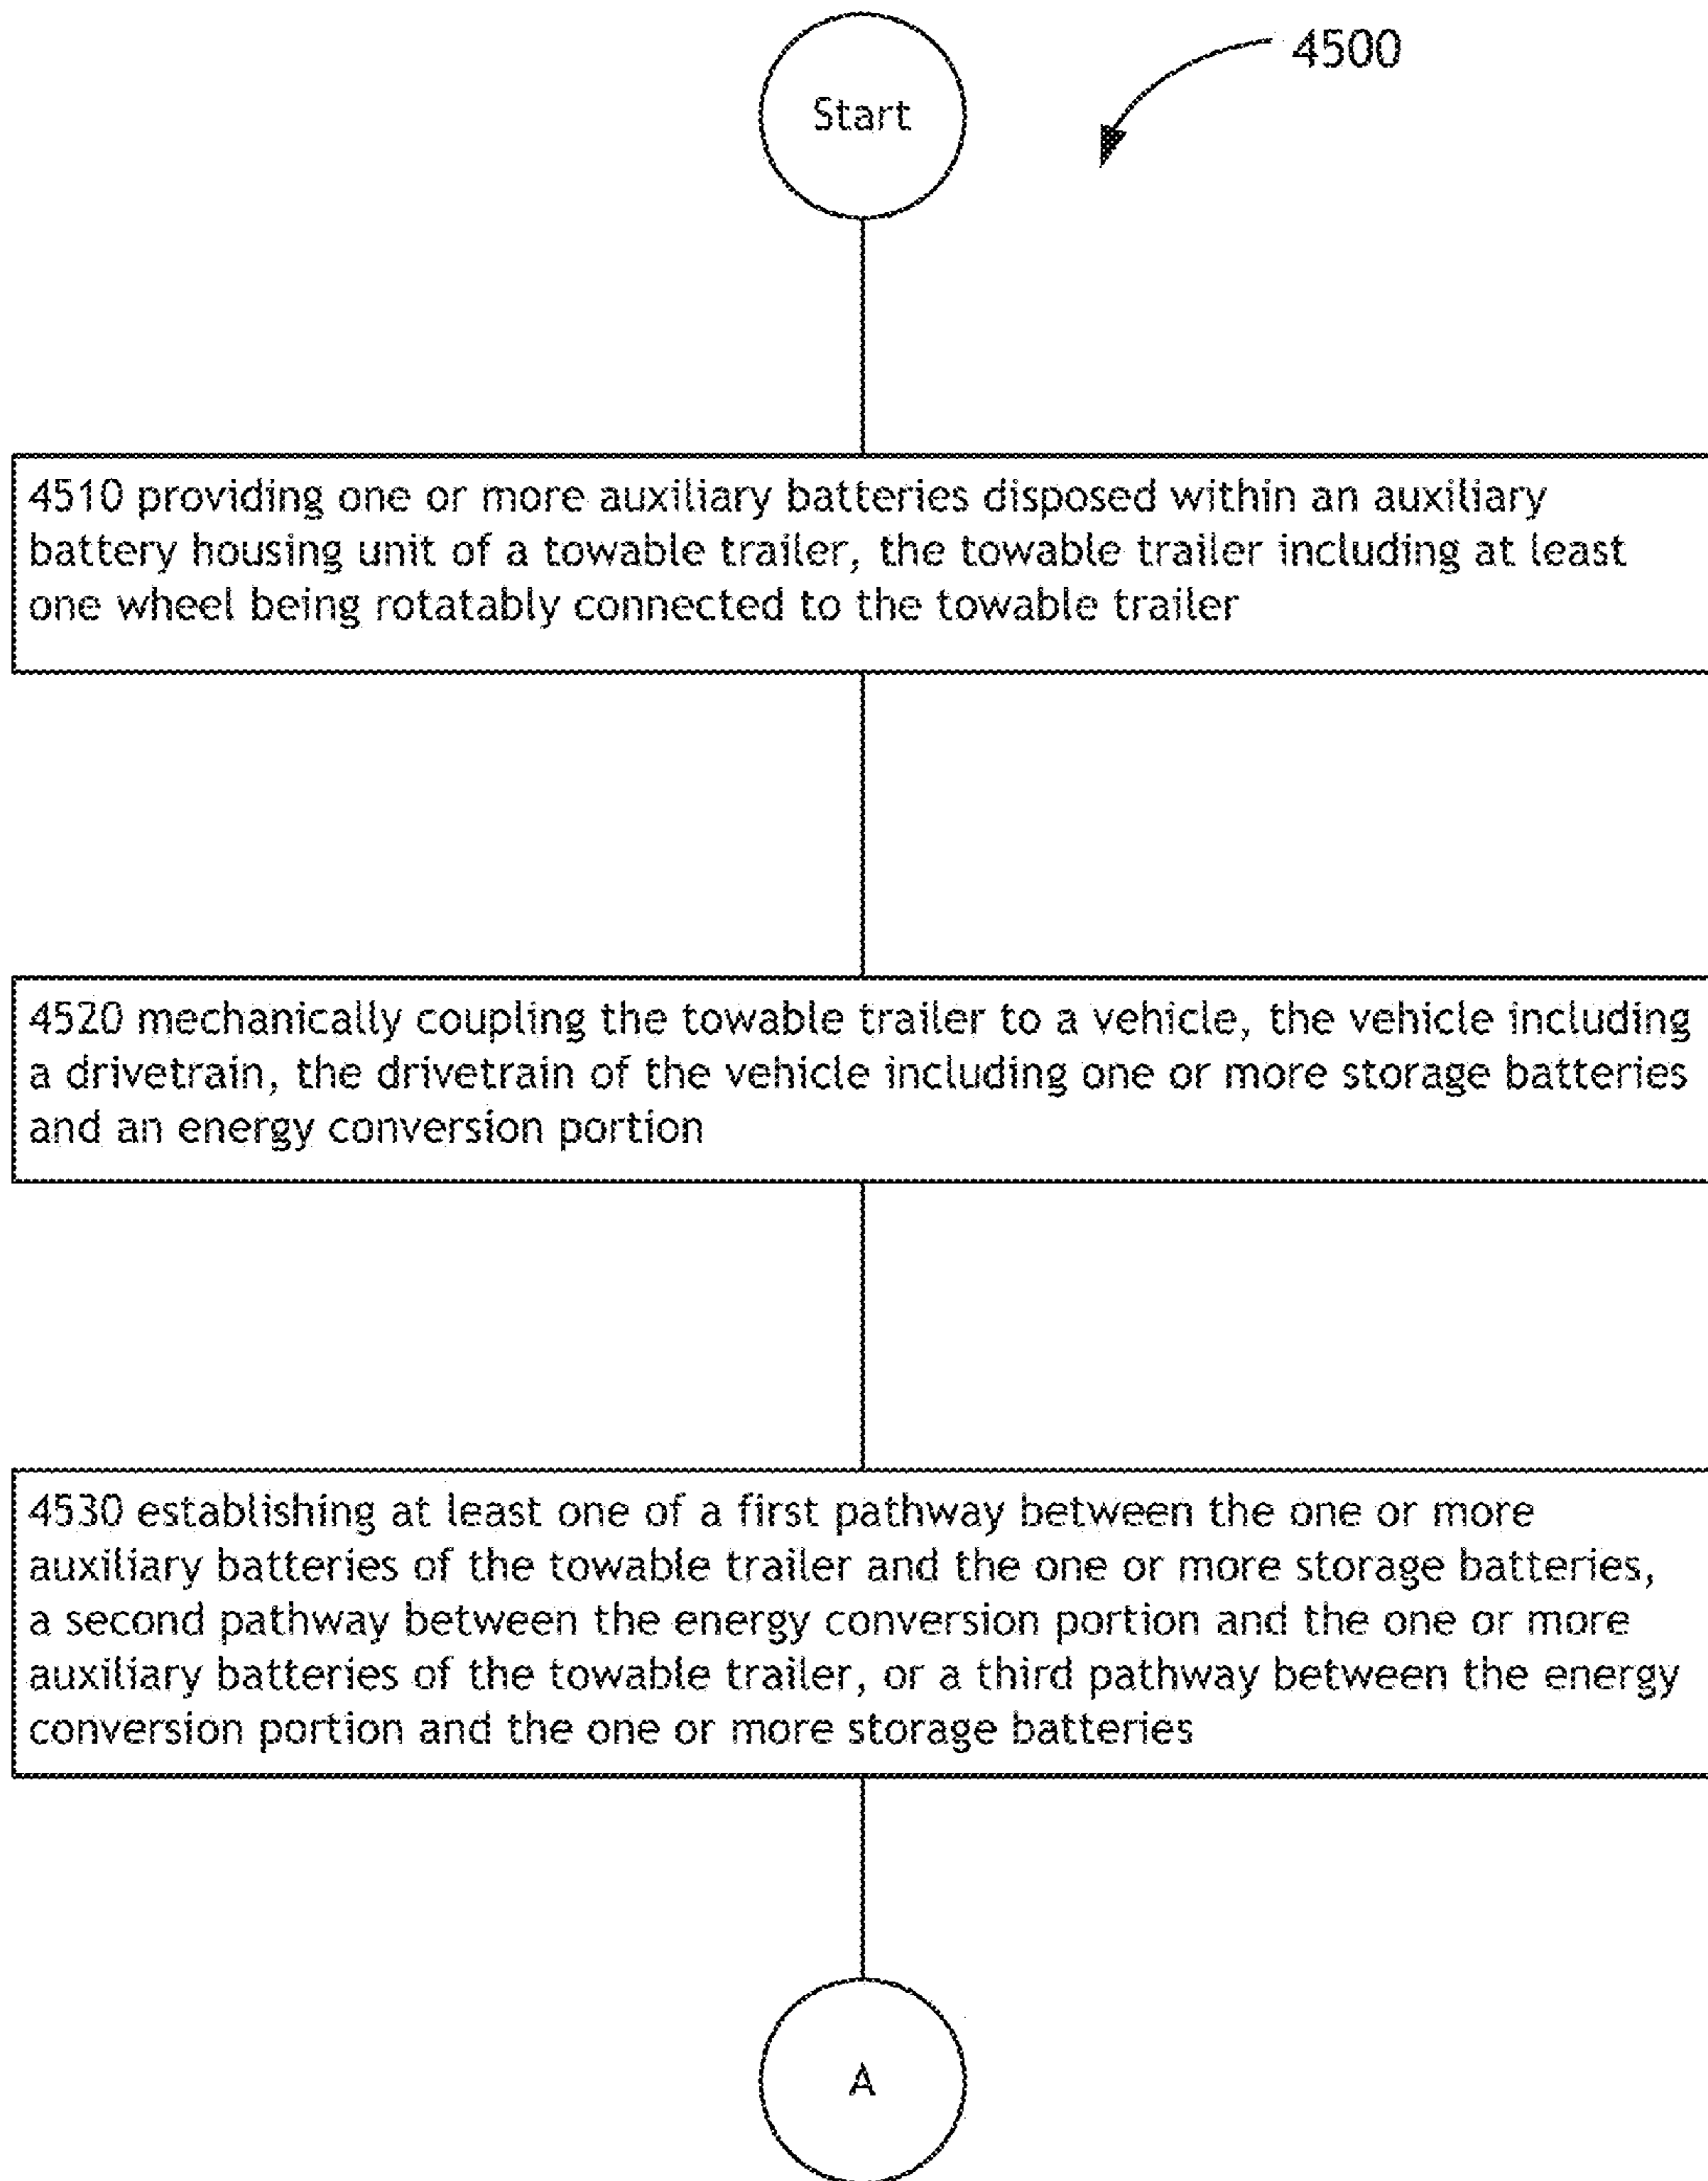 Start
4500
4510 providing one or more auxiliary batteries disposed within an auxiliary
battery housing unit of a towable trailer, the towable trailer including at least
one wheel being rotatably connected to the towable trailer
4520 mechanically coupling the towable trailer to a vehicle, the vehicle including
a drivetrain, the drivetrain of the vehicle including one or more storage batteries
and an energy conversion portion
4530 establishing at least one of a first pathway between the one or more
auxiliary batteries of the towable trailer and the one or more storage batteries,
a second pathway between the energy conversion portion and the one or more
auxiliary batteries of the towable trailer, or a third pathway between the energy
conversion portion and the one or more storage batteries
A